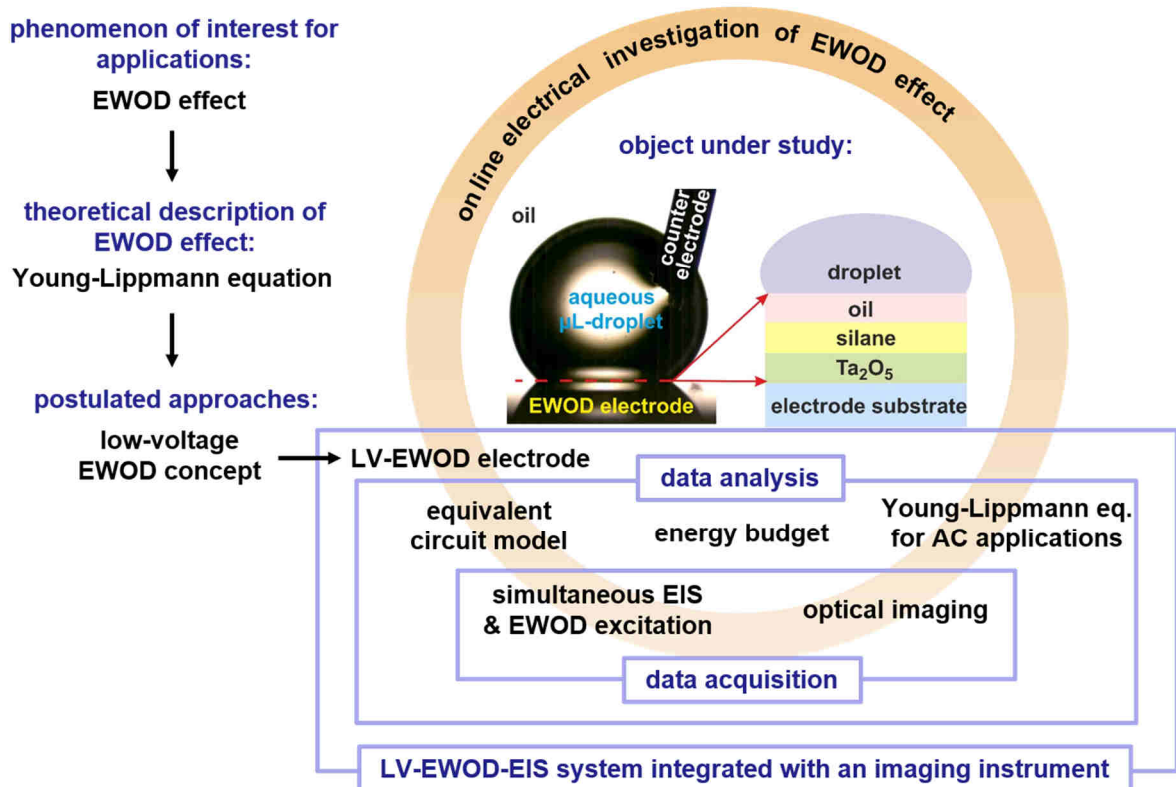 phenomenon of interest for
applications:
EWOD effect
theoretical description of
EWOD effect:
Young-Lippmann equation
postulated approaches:
low-voltage
EWOD concept
on line electrical investigation of EWOD effect
object under study:
oil
counter
electrode
aqueous
µL-droplet
EWOD electrode
droplet
oil
silane
Ta₂O₅
electrode substrate
LV-EWOD electrode
data analysis
equivalent
circuit model
energy budget
Young-Lippmann eq.
for AC applications
simultaneous EIS
& EWOD excitation
optical imaging
data acquisition
LV-EWOD-EIS system integrated with an imaging instrument